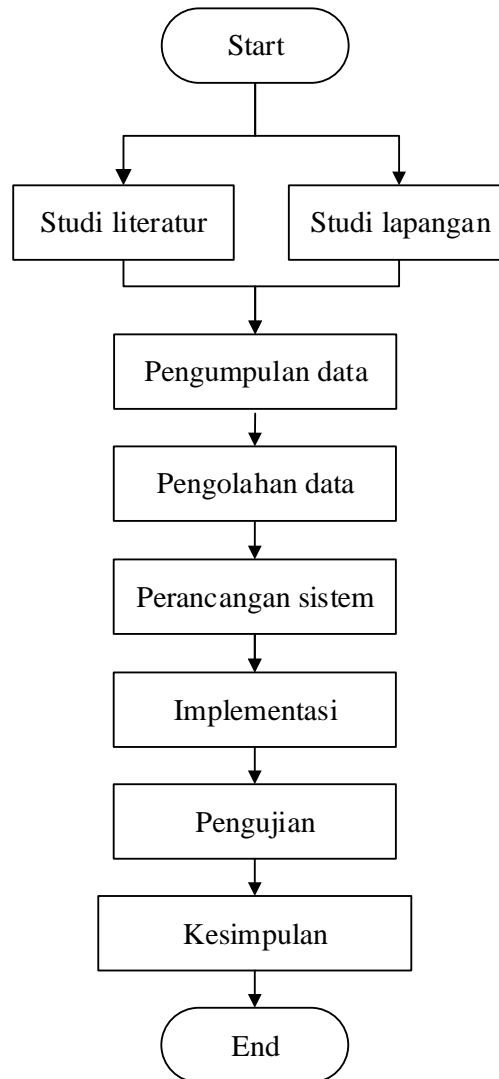 Start
Studi literatur
Studi lapangan
Pengumpulan data
Pengolahan data
Perancangan sistem
Implementasi
Pengujian
Kesimpulan
End